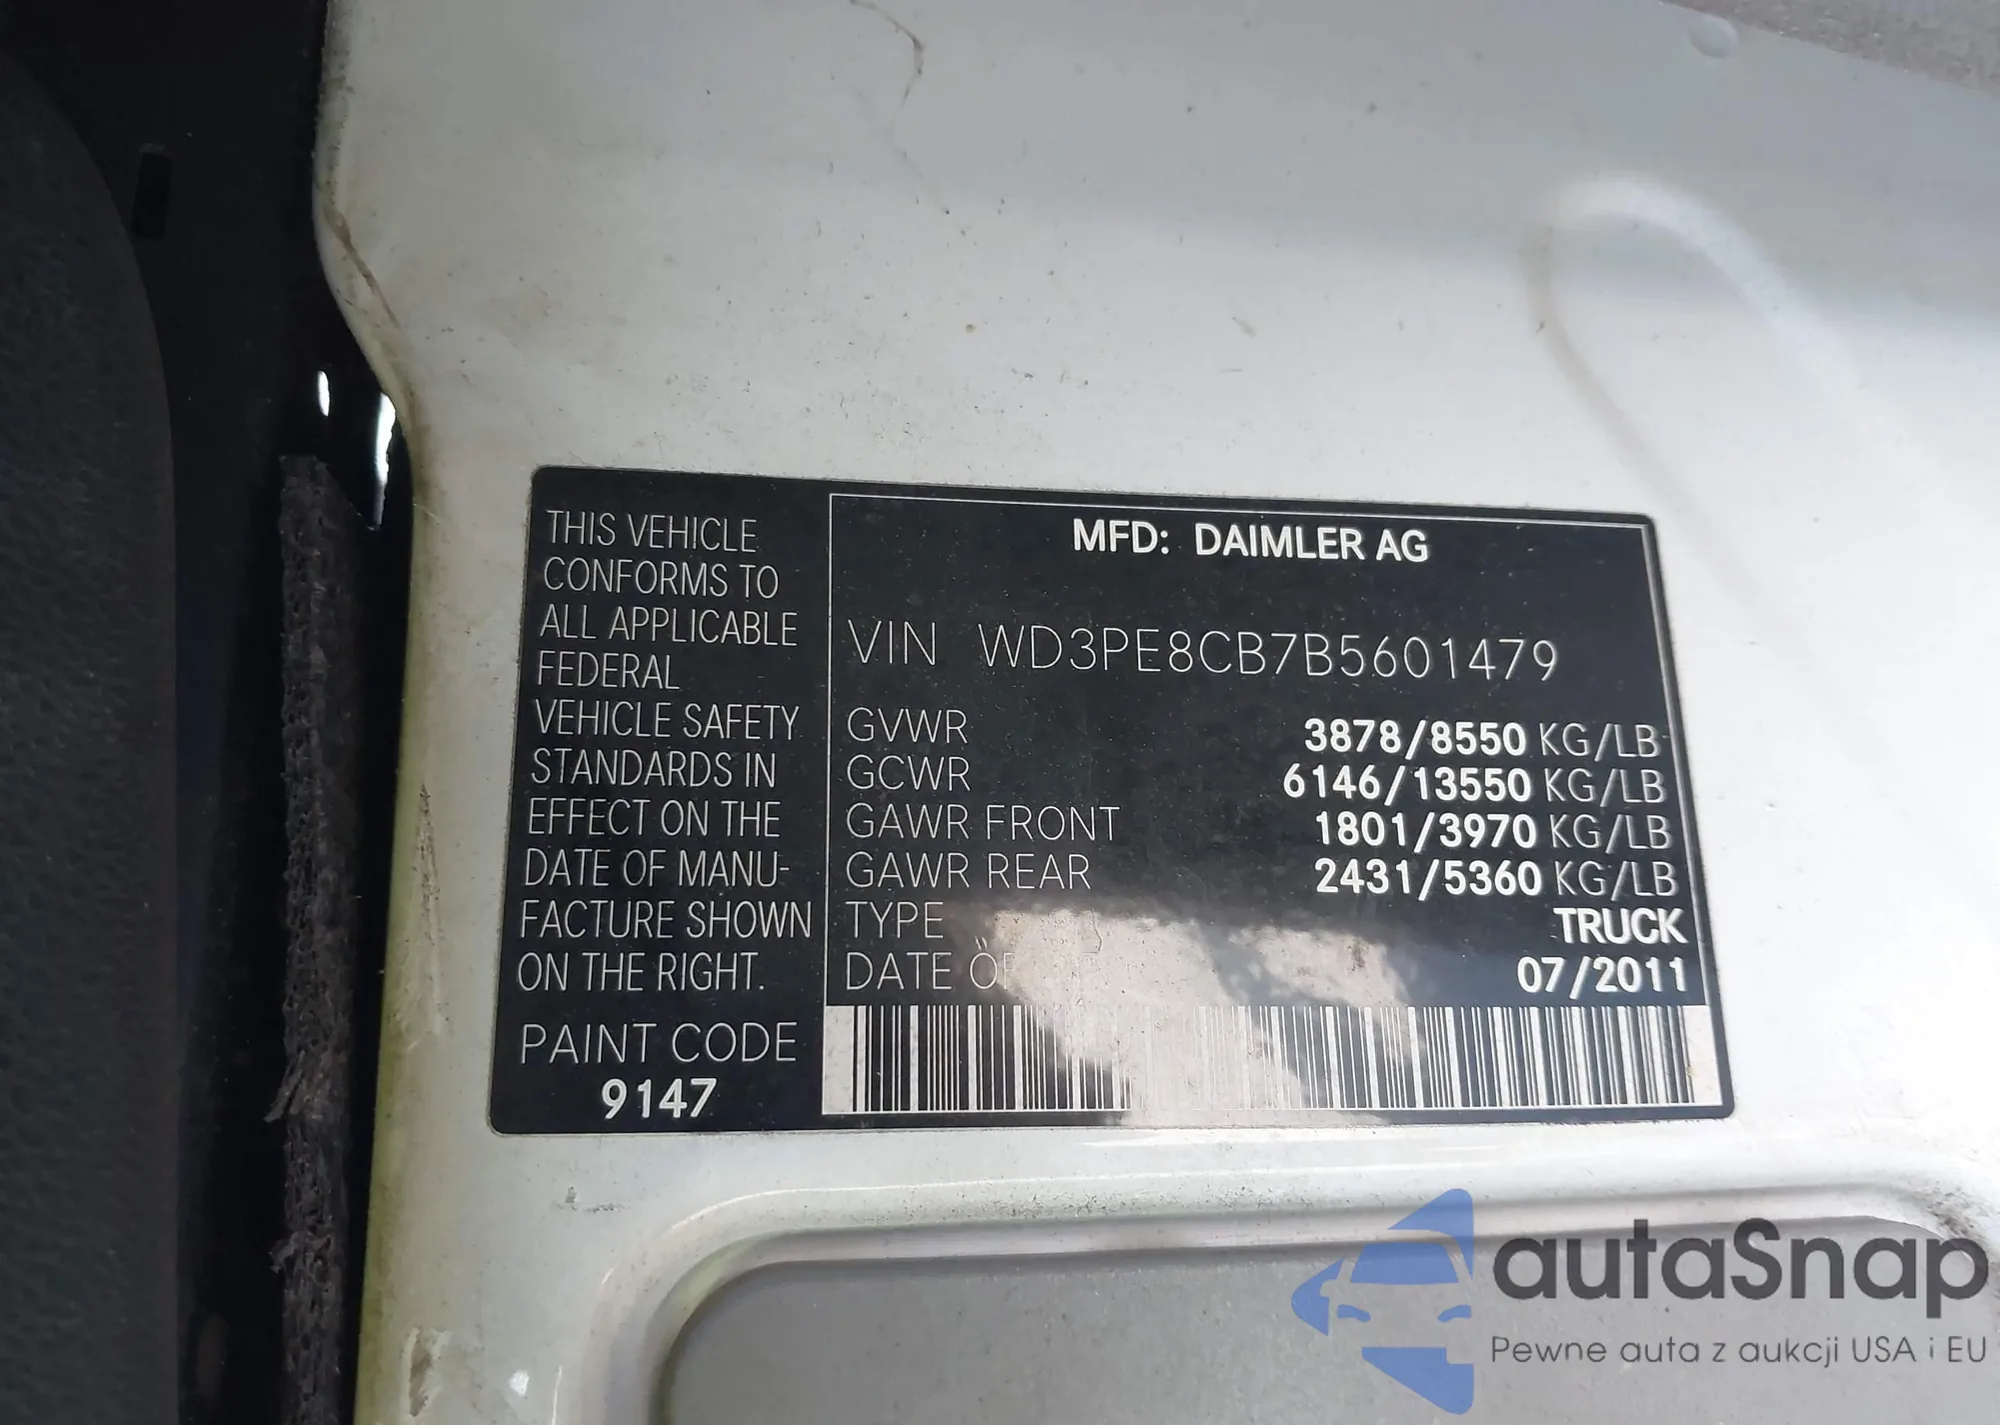 THIS VEHICLE
CONFORMS TO
ALL APPLICABLE
FEDERAL
VEHICLE SAFETY
STANDARDS IN
EFFECT ON THE
DATE OF MANU-
FACTURE SHOWN
ON THE RIGHT.
PAINT CODE
9147
MFD: DAIMLER AG
VIN WD3PE8CB7B5601479
GVWR 3878/8550 KG/LB
GCWR 6146/13550 KG/LB
GAWR FRONT 1801/3970 KG/LB
GAWR REAR 2431/5360 KG/LB
TYPE TRUCK
DATE OF 07/2011
autaSnap
Pewne auta z aukcji USA i EU